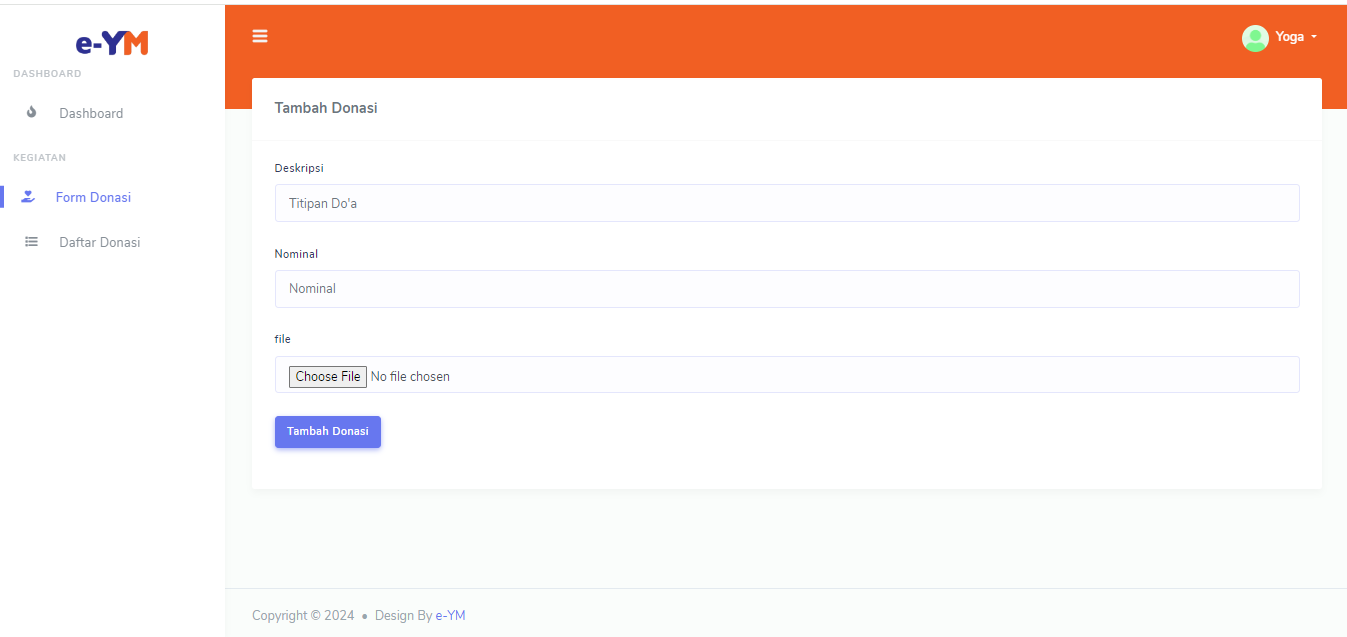 e-YM
Yoga
DASHBOARD
Dashboard
KEGIATAN
Form Donasi
Daftar Donasi
Tambah Donasi
Deskripsi
Titipan Do'a
Nominal
Nominal
file
Choose File No file chosen
Tambah Donasi
Copyright © 2024 • Design By e-YM